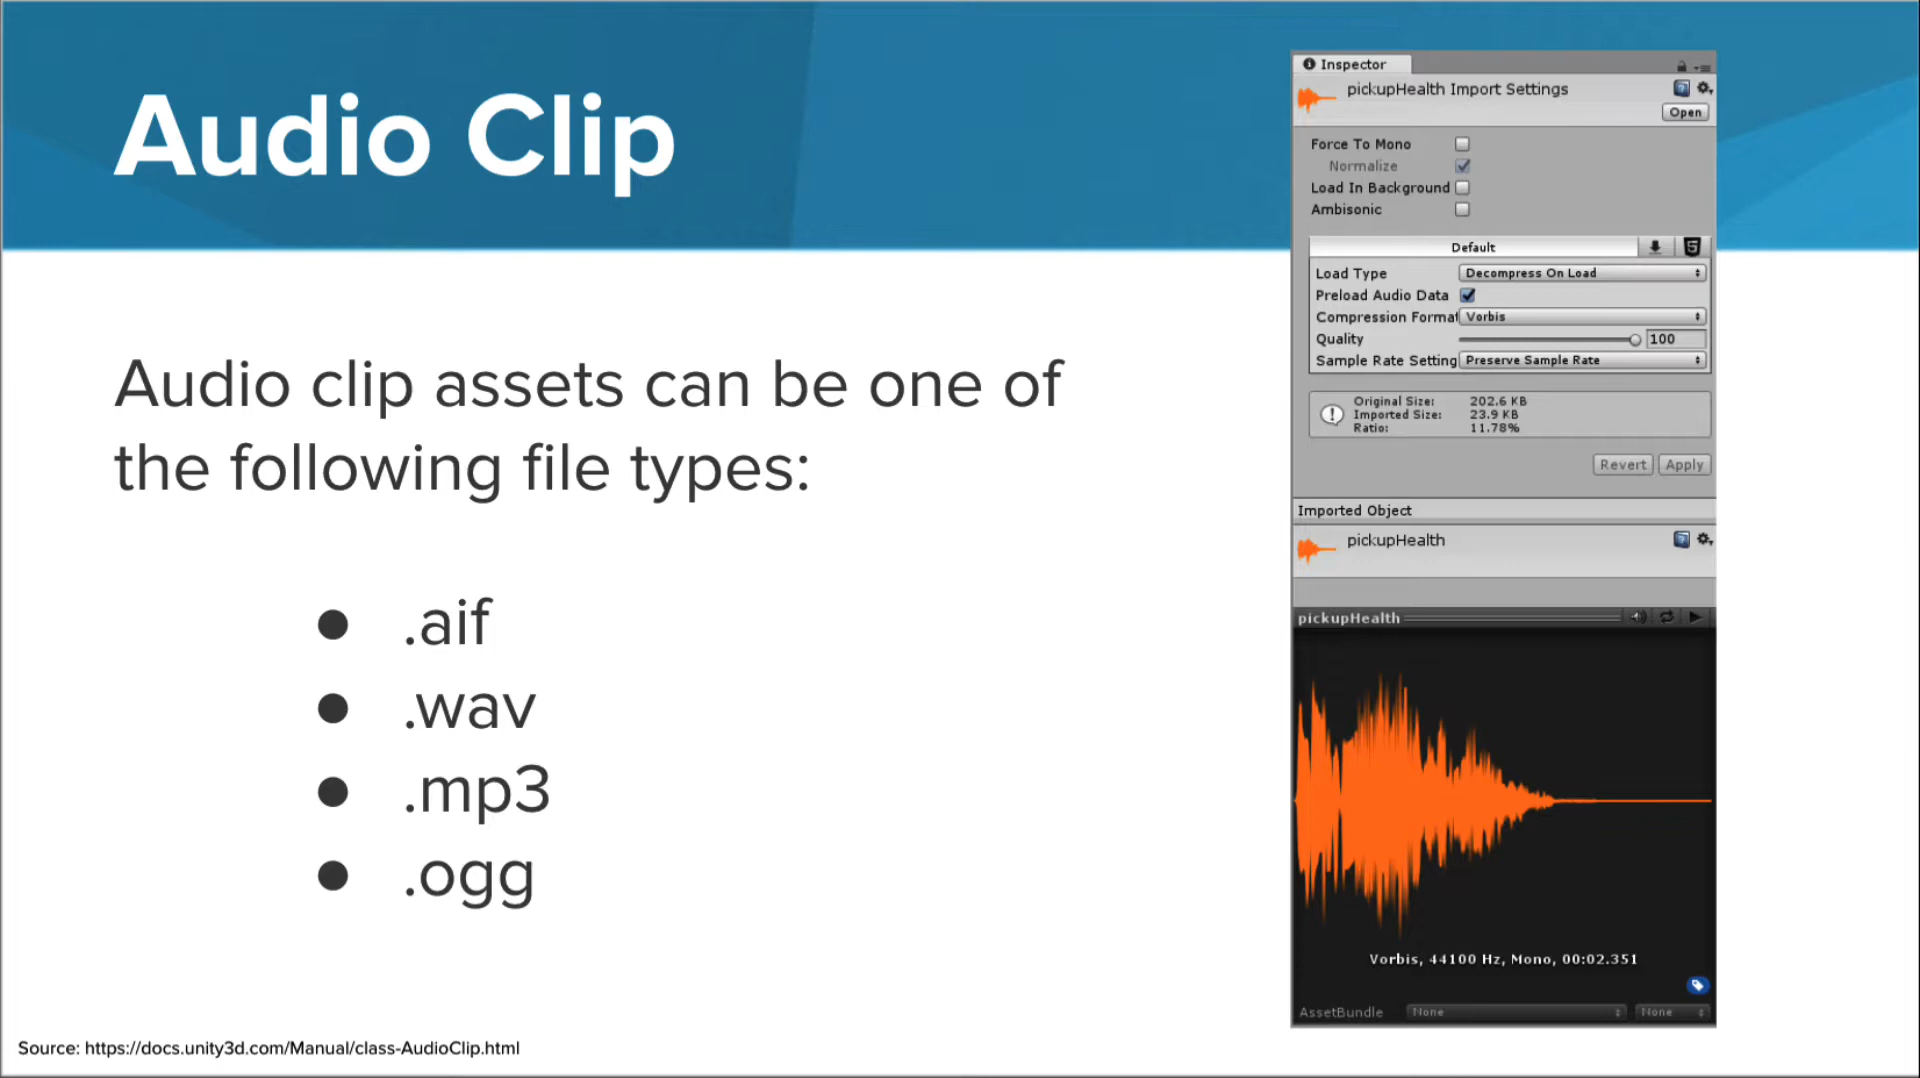 Audio Clip
Audio clip assets can be one of
the following file types:
● .aif
● .wav
● .mp3
● .ogg
Source: https://docs.unity3d.com/Manual/class-AudioClip.html
Inspector
pickupHealth Import Settings
Open
Force To Mono
Normalize
Load In Background
Ambisonic
Default
Load Type Decompress On Load
Preload Audio Data
Compression Format Vorbis
Quality 100
Sample Rate Setting Preserve Sample Rate
Original Size: 202.6 KB
Imported Size: 23.9 KB
Ratio: 11.78%
Revert Apply
Imported Object
pickupHealth
pickupHealth
Vorbis, 44100 Hz, Mono, 00:02.351
AssetBundle None None